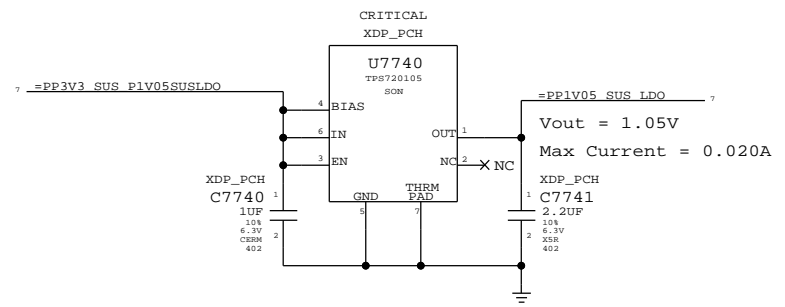 CRITICAL
XDP_PCH
U7740
TPS720105
SON
7 =PP3V3_SUS_P1V05SUSLDO
=PP1V05_SUS_LDO 7
4 BIAS
6 IN
OUT 1
3 EN
NC 2 NC
Vout = 1.05V
Max Current = 0.020A
GND
THRM
PAD
5
7
XDP_PCH
C7740 1
1UF
10%
6.3V
2
CERM
402
XDP_PCH
1 C7741
2.2UF
10%
6.3V
2
X5R
402